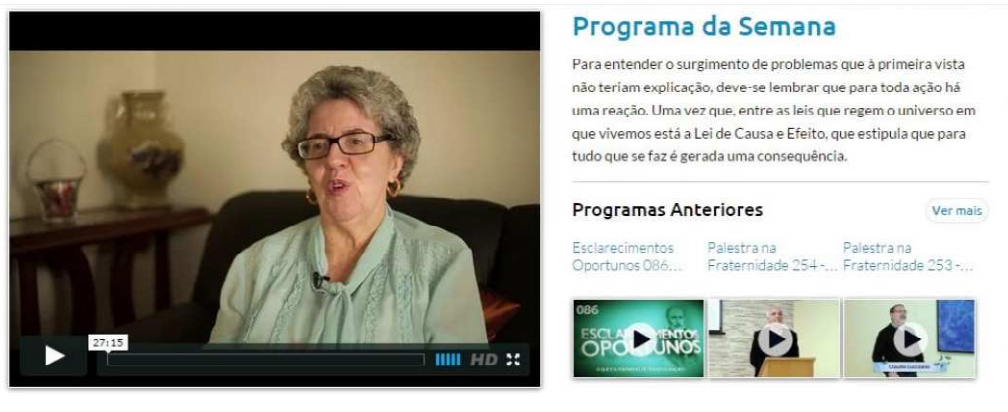 Programa da Semana
Para entender o surgimento de problemas que à primeira vista
não teriam explicação, deve-se lembrar que para toda ação há
uma reação. Uma vez que, entre as leis que regem o universo em
que vivemos está a Lei de Causa e Efeito, que estipula que para
tudo que se faz é gerada uma consequência.
Programas Anteriores
Ver mais
Esclarecimentos
Oportunos 086...
Palestra na
Fraternidade 254 -...
Palestra na
Fraternidade 253 -...
27:15
HD
086
ESCLARECIMENTOS
OPORTUNOS